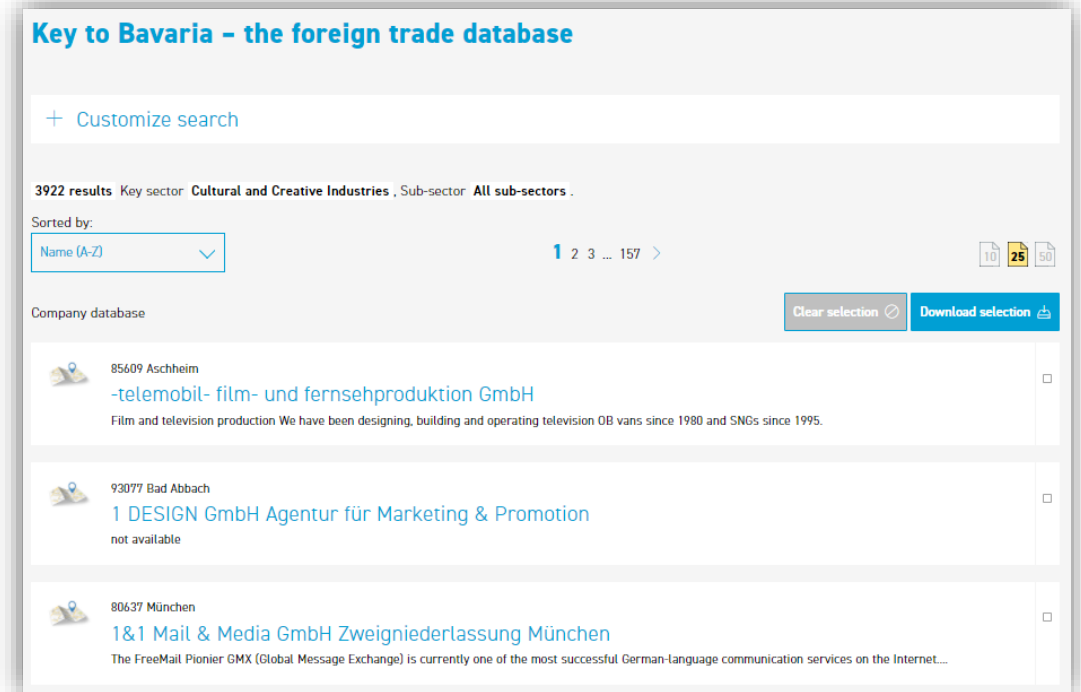 Key to Bavaria – the foreign trade database
+ Customize search
3922 results Key sector Cultural and Creative Industries , Sub-sector All sub-sectors .
Sorted by:
Name (A-Z)
1 2 3 ... 157 >
10 25 50
Company database
Clear selection
Download selection
85609 Aschheim
-telemobil- film- und fernsehproduktion GmbH
Film and television production We have been designing, building and operating television OB vans since 1980 and SNGs since 1995.
93077 Bad Abbach
1 DESIGN GmbH Agentur für Marketing & Promotion
not available
80637 München
1&1 Mail & Media GmbH Zweigniederlassung München
The FreeMail Pionier GMX (Global Message Exchange) is currently one of the most successful German-language communication services on the Internet....